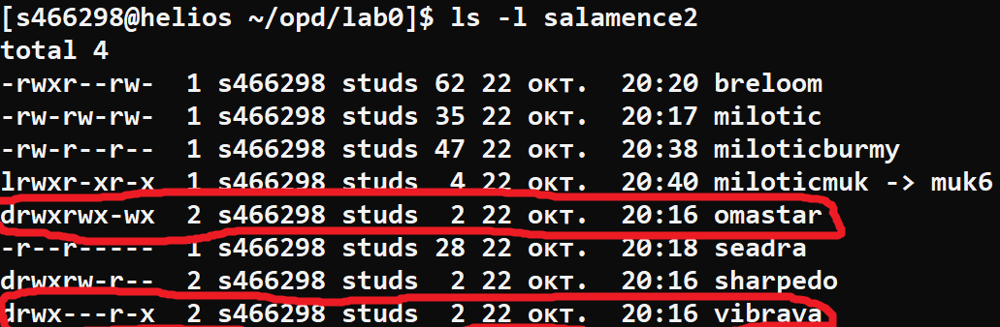 [s466298@helios ~/opd/lab0]$ ls -l salamence2
total 4
-rwxr--rw-  1 s466298 studs 62 22 окт.  20:20 breloom
-rw-rw-rw-  1 s466298 studs 35 22 окт.  20:17 milotic
-rw-r--r--  1 s466298 studs 47 22 окт.  20:38 miloticburmy
lrwxr-xr-x  1 s466298 studs  4 22 окт.  20:40 miloticmuk -> muk6
drwxrwx-wx  2 s466298 studs  2 22 окт.  20:16 omastar
-r--r-----  1 s466298 studs 28 22 окт.  20:18 seadra
drwxrw-r--  2 s466298 studs  2 22 окт.  20:16 sharpedo
drwx---r-x  2 s466298 studs  2 22 окт.  20:16 vibrava